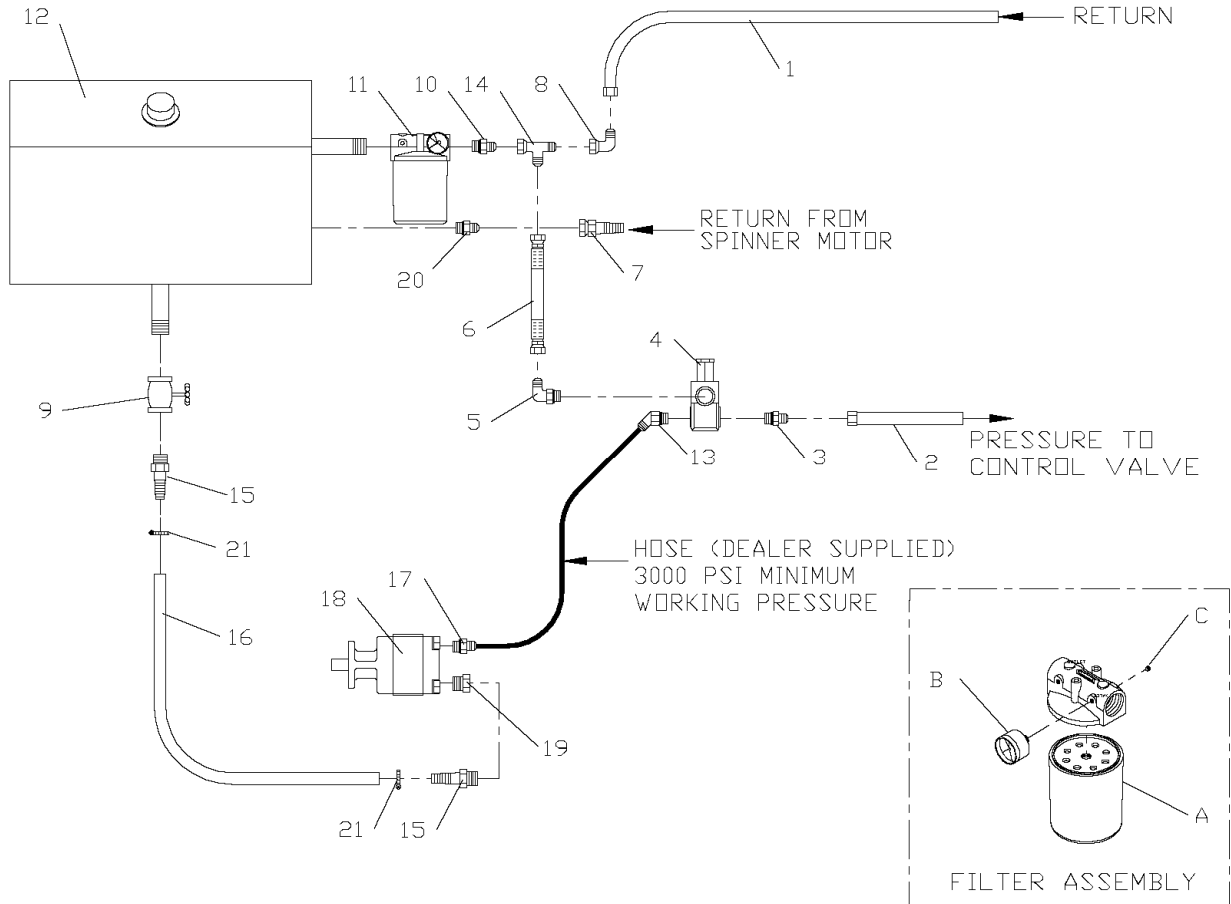 12
RETURN
1
11
10
14
8
RETURN FROM
SPINNER MOTOR
20
7
6
4
9
5
13
3
2
PRESSURE TO
CONTROL VALVE
15
21
HOSE (DEALER SUPPLIED)
3000 PSI MINIMUM
WORKING PRESSURE
17
18
16
19
21
15
C
B
A
FILTER ASSEMBLY